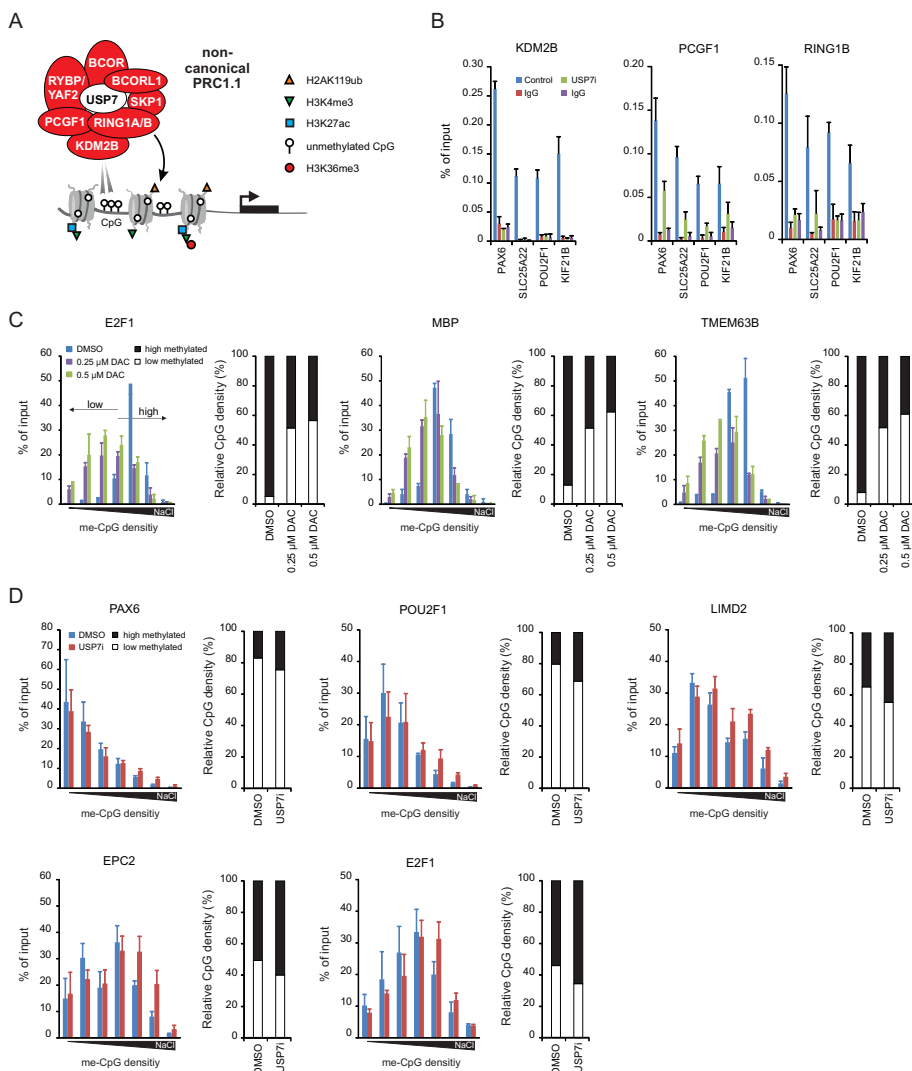 A
BCOR
RYBP/
YAF2
BCORL1
USP7
SKP1
PCGF1
RING1A/B
KDM2B
CpG
non-
canonical
PRC1.1
H2AK119ub
H3K4me3
H3K27ac
unmethylated CpG
H3K36me3
B
KDM2B
% of input
0.30
0.25
0.20
0.15
0.10
0.05
0
Control
IgG
USP7i
IgG
PAX6
SLC25A22
POU2F1
KIF21B
PCGF1
0.20
0.15
0.10
0.05
0.00
PAX6
SLC25A22
POU2F1
KIF21B
RING1B
0.15
0.10
0.05
0.00
PAX6
SLC25A22
POU2F1
KIF21B
C
E2F1
% of input
60
50
40
30
20
10
0
DMSO
0.25 µM DAC
0.5 µM DAC
high methylated
low methylated
low
high
NaCl
me-CpG densitiy
Relative CpG density (%)
100
80
60
40
20
0
DMSO
0.25 µM DAC
0.5 µM DAC
MBP
% of input
60
50
40
30
20
10
0
NaCl
me-CpG densitiy
Relative CpG density (%)
100
80
60
40
20
0
DMSO
0.25 µM DAC
0.5 µM DAC
TMEM63B
% of input
60
50
40
30
20
10
0
NaCl
me-CpG densitiy
Relative CpG density (%)
100
80
60
40
20
0
DMSO
0.25 µM DAC
0.5 µM DAC
D
PAX6
% of input
80
70
60
50
40
30
20
10
0
DMSO
USP7i
high methylated
low methylated
NaCl
me-CpG densitiy
Relative CpG density (%)
100
80
60
40
20
0
DMSO
USP7i
POU2F1
% of input
50
40
30
20
10
0
NaCl
me-CpG densitiy
Relative CpG density (%)
100
80
60
40
20
0
DMSO
USP7i
LIMD2
% of input
50
40
30
20
10
0
NaCl
me-CpG densitiy
Relative CpG density (%)
100
80
60
40
20
0
DMSO
USP7i
EPC2
% of input
50
40
30
20
10
0
NaCl
me-CpG densitiy
Relative CpG density (%)
100
80
60
40
20
0
DMSO
USP7i
E2F1
% of input
50
40
30
20
10
0
NaCl
me-CpG densitiy
Relative CpG density (%)
100
80
60
40
20
0
DMSO
USP7i